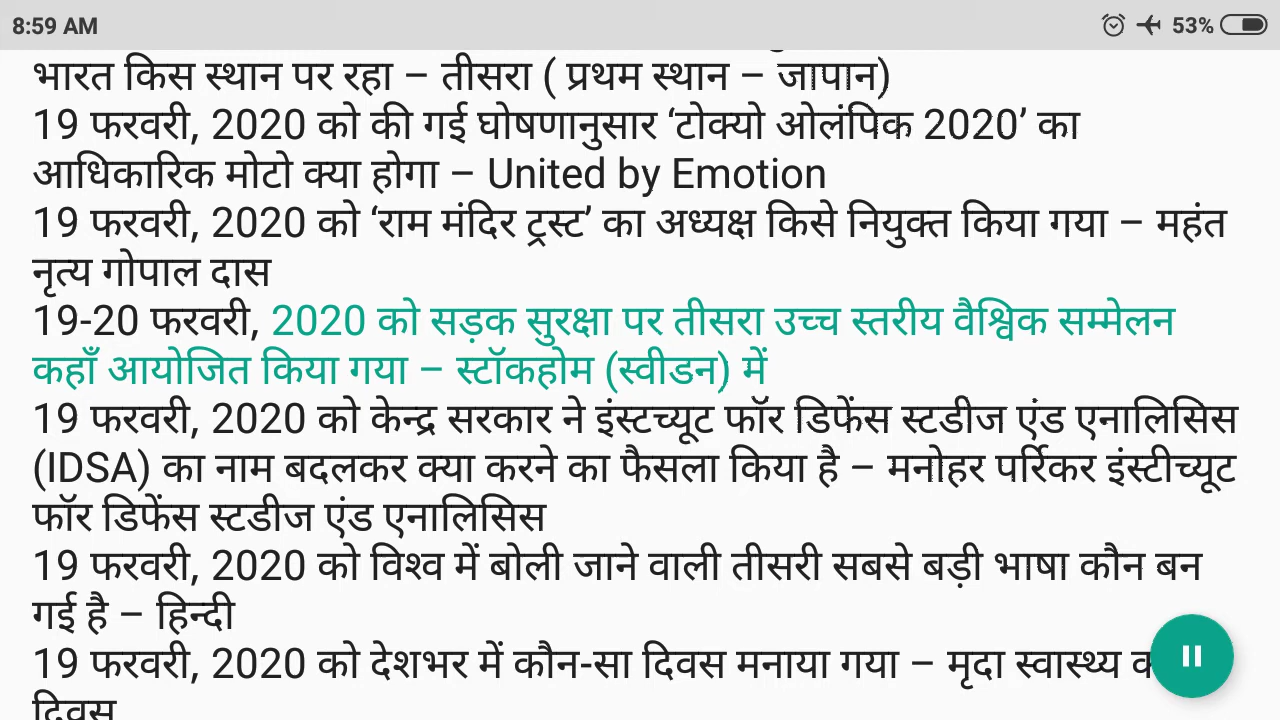 8:59 AM
53%
भारत किस स्थान पर रहा – तीसरा ( प्रथम स्थान – जापान)
19 फरवरी, 2020 को की गई घोषणानुसार ‘टोक्यो ओलंपिक 2020’ का
आधिकारिक मोटो क्या होगा – United by Emotion
19 फरवरी, 2020 को ‘राम मंदिर ट्रस्ट’ का अध्यक्ष किसे नियुक्त किया गया – महंत
नृत्य गोपाल दास
19-20 फरवरी, 2020 को सड़क सुरक्षा पर तीसरा उच्च स्तरीय वैश्विक सम्मेलन
कहाँ आयोजित किया गया – स्टॉकहोम (स्वीडन) में
19 फरवरी, 2020 को केन्द्र सरकार ने इंस्टच्यूट फॉर डिफेंस स्टडीज एंड एनालिसिस
(IDSA) का नाम बदलकर क्या करने का फैसला किया है – मनोहर पर्रिकर इंस्टीच्यूट
फॉर डिफेंस स्टडीज एंड एनालिसिस
19 फरवरी, 2020 को विश्व में बोली जाने वाली तीसरी सबसे बड़ी भाषा कौन बन
गई है – हिन्दी
19 फरवरी, 2020 को देशभर में कौन-सा दिवस मनाया गया – मृदा स्वास्थ्य
दिवस